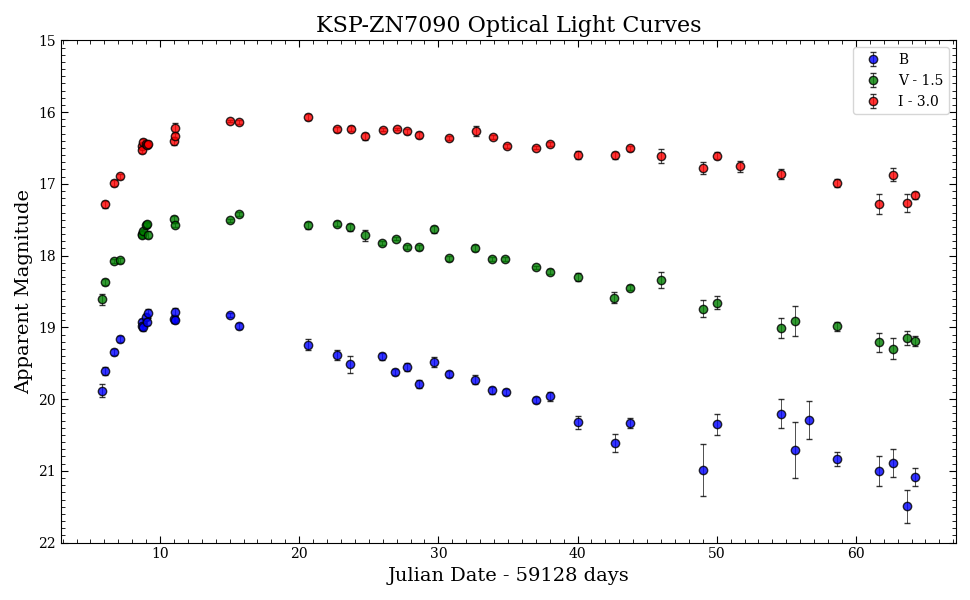 KSP-ZN7090 Optical Light Curves
15
16
17
18
19
20
21
22
Apparent Magnitude
B
V - 1.5
I - 3.0
10
20
30
40
50
60
Julian Date - 59128 days